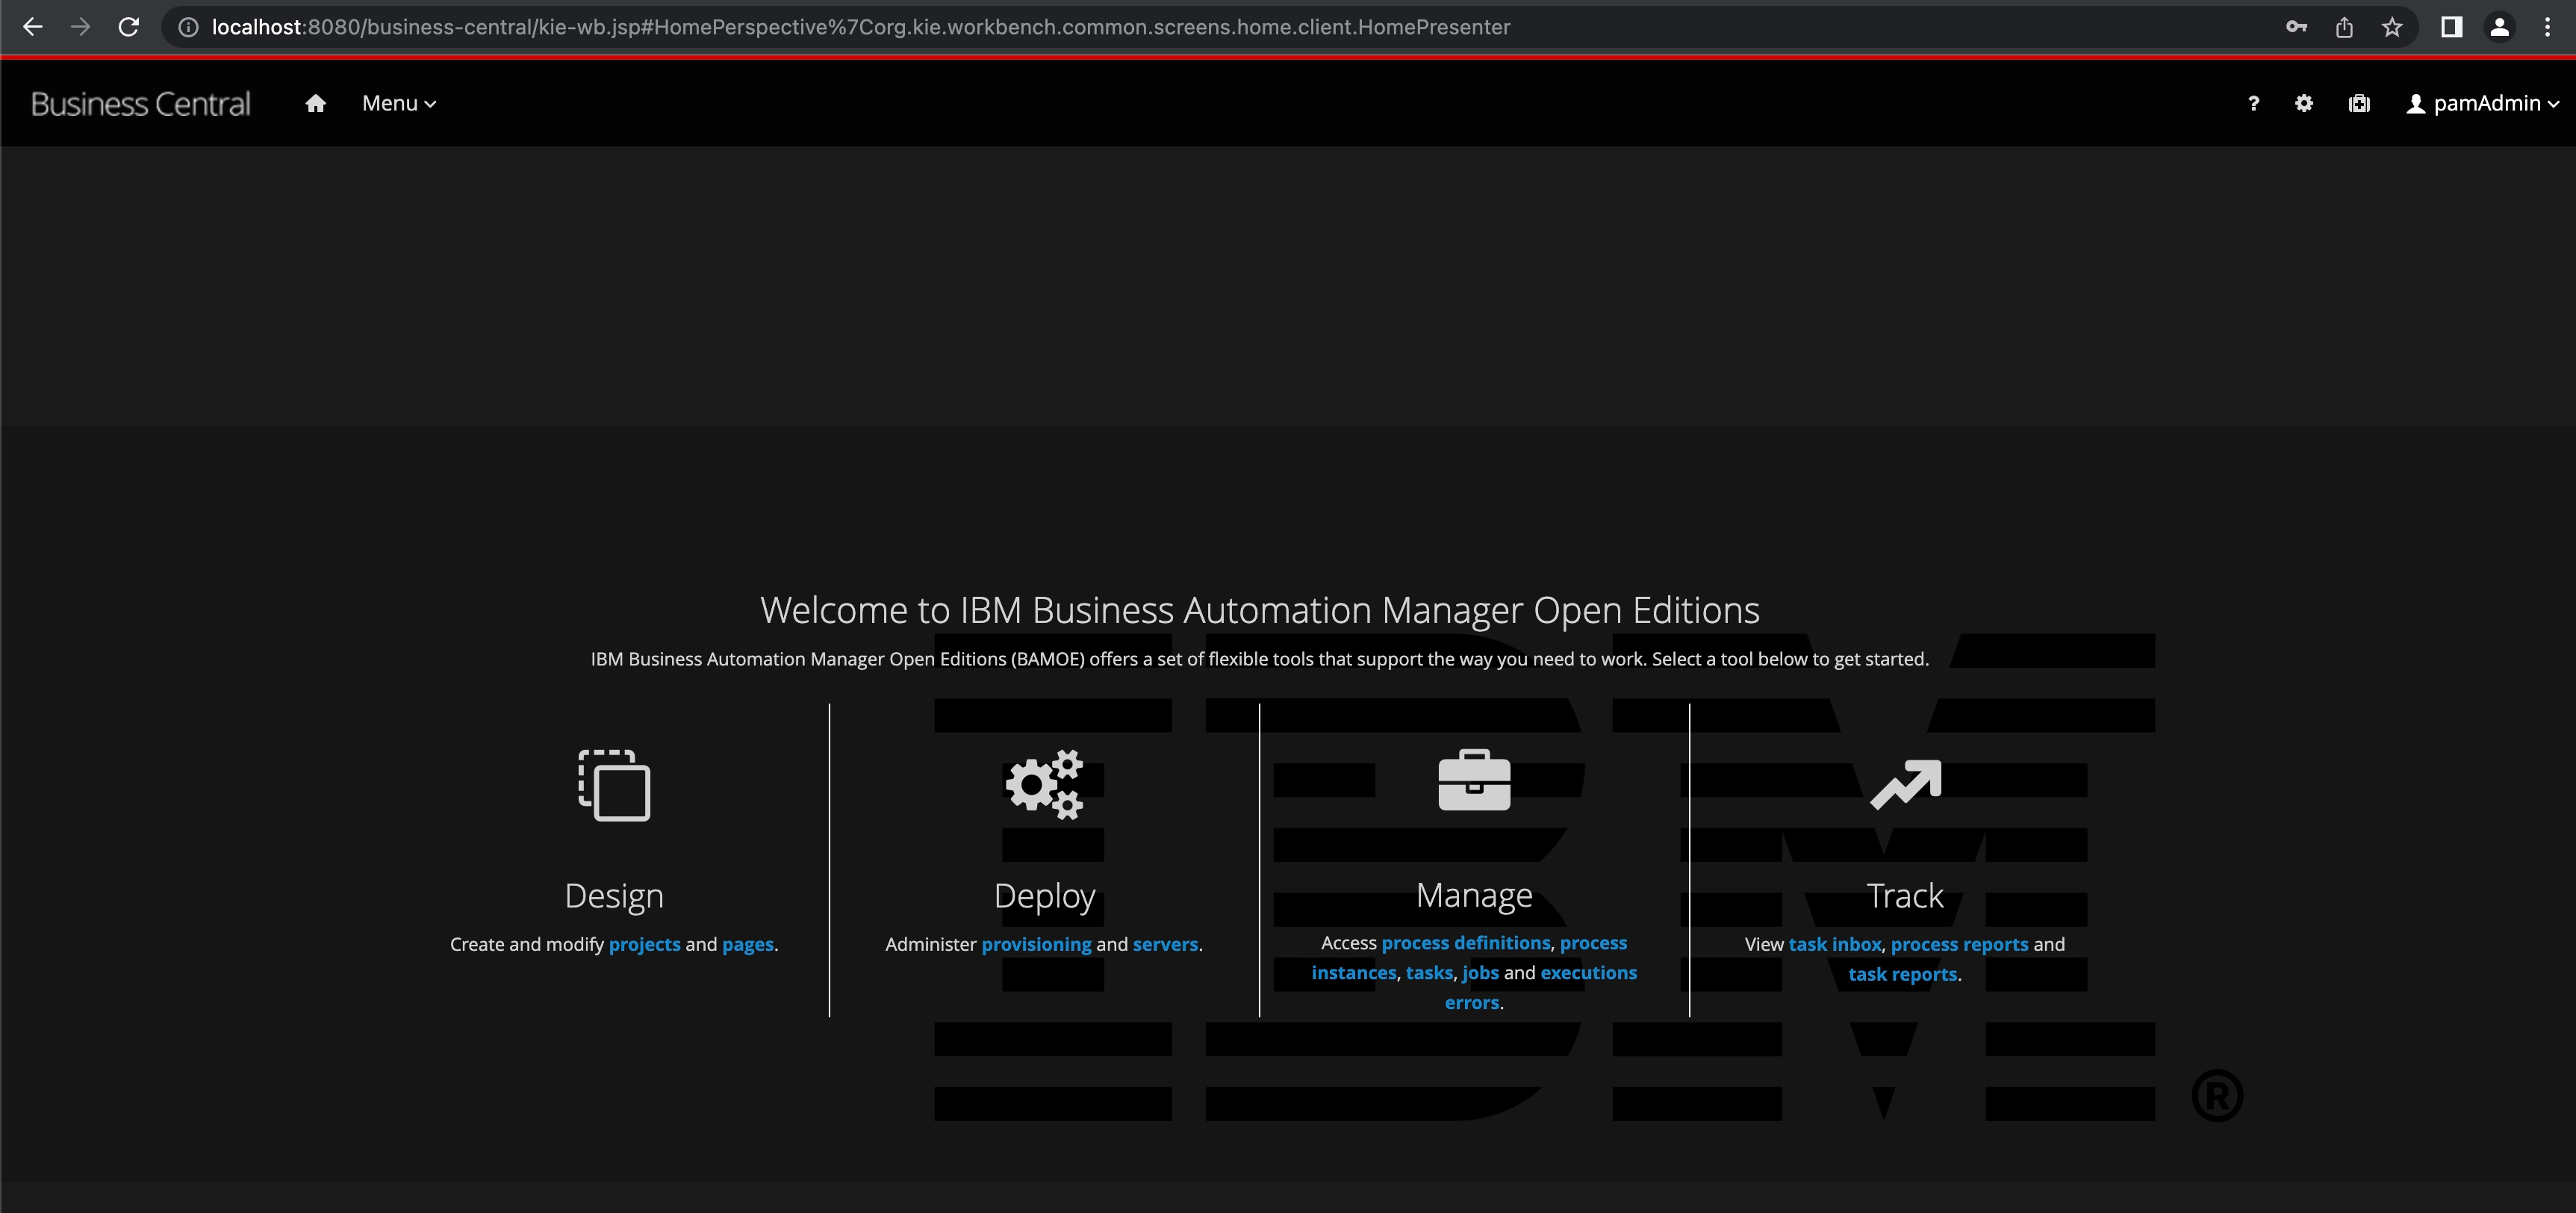 localhost:8080/business-central/kie-wb.jsp#HomePerspective%7Corg.kie.workbench.common.screens.home.client.HomePresenter
Business Central
Menu
?
pamAdmin
Welcome to IBM Business Automation Manager Open Editions
IBM Business Automation Manager Open Editions (BAMOE) offers a set of flexible tools that support the way you need to work. Select a tool below to get started.
IBM
®
Design
Create and modify projects and pages.
Deploy
Administer provisioning and servers.
Manage
Access process definitions, process
instances, tasks, jobs and executions
errors.
Track
View task inbox, process reports and
task reports.